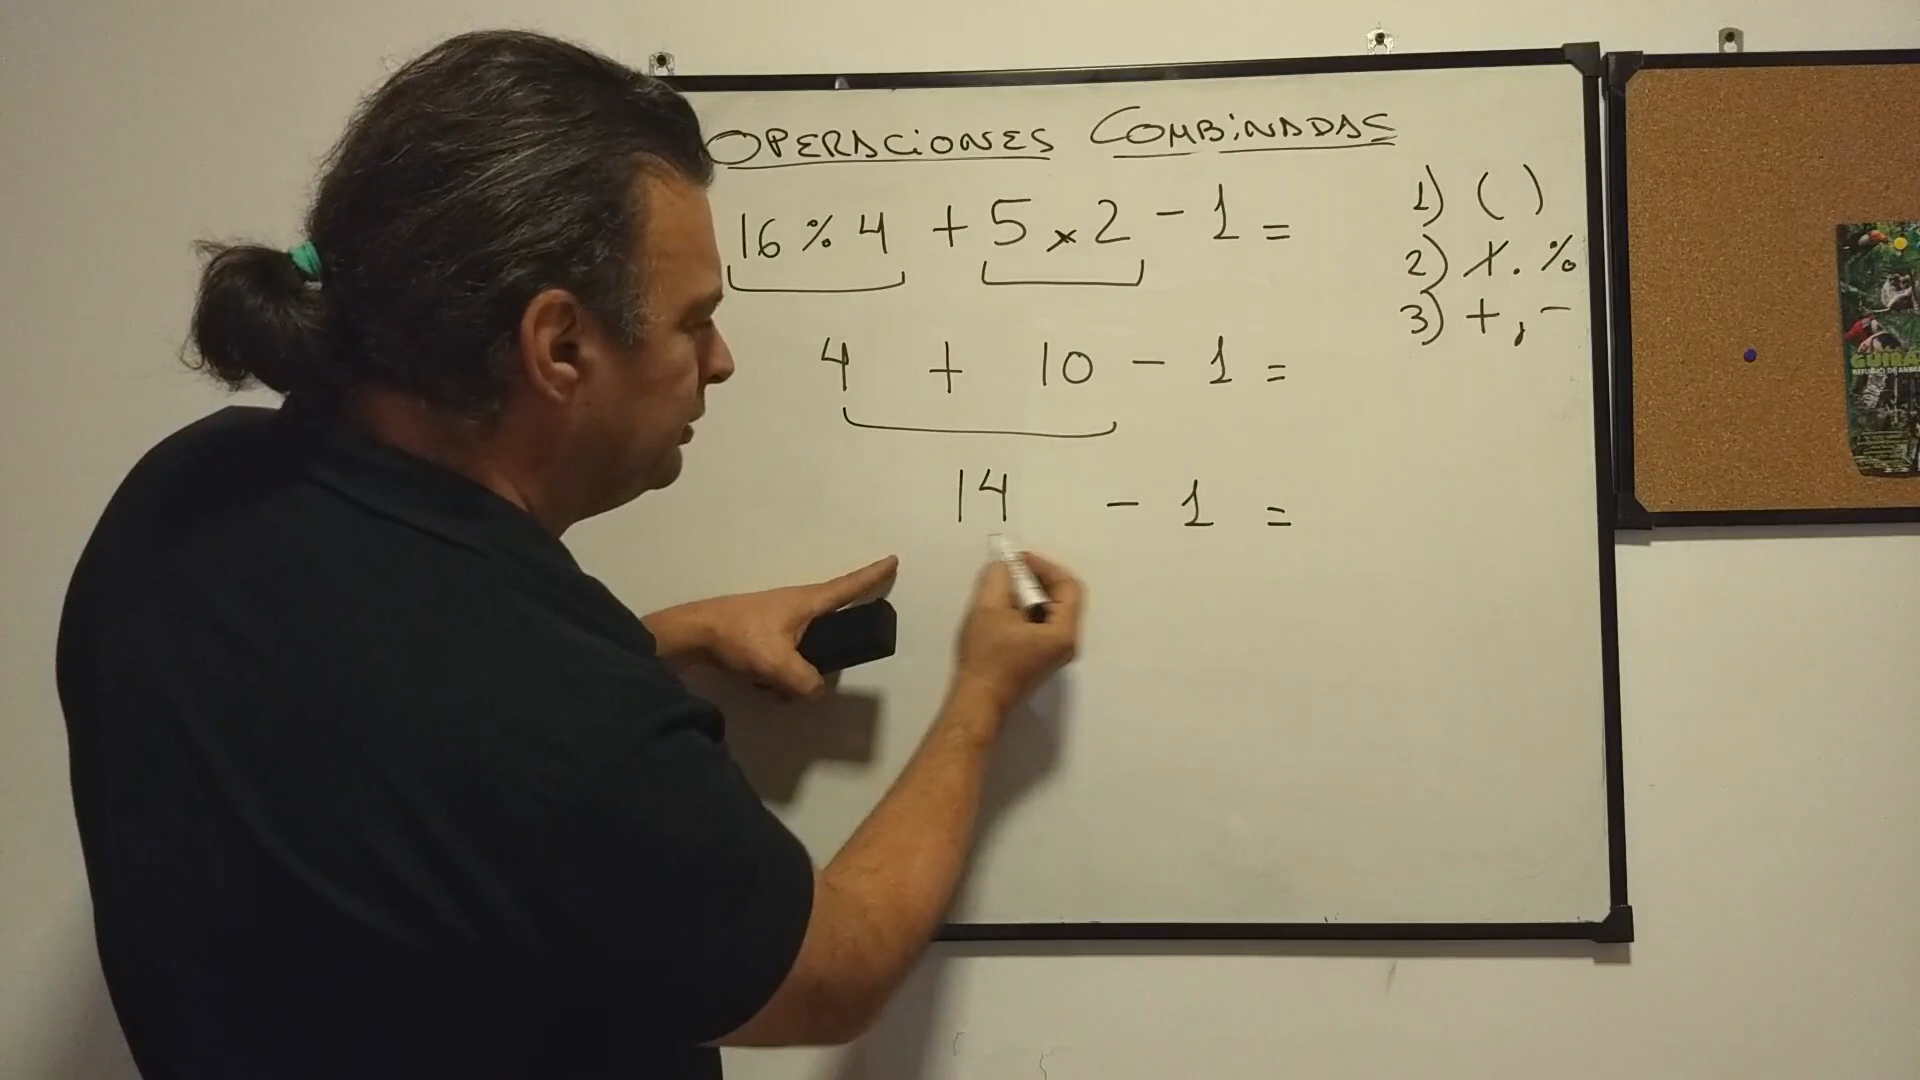 OPERACIONES COMBINADAS
16 % 4 + 5 x 2 - 1 =
4 + 10 - 1 =
14 - 1 =
1) ( )
2) X . %
3) + , -